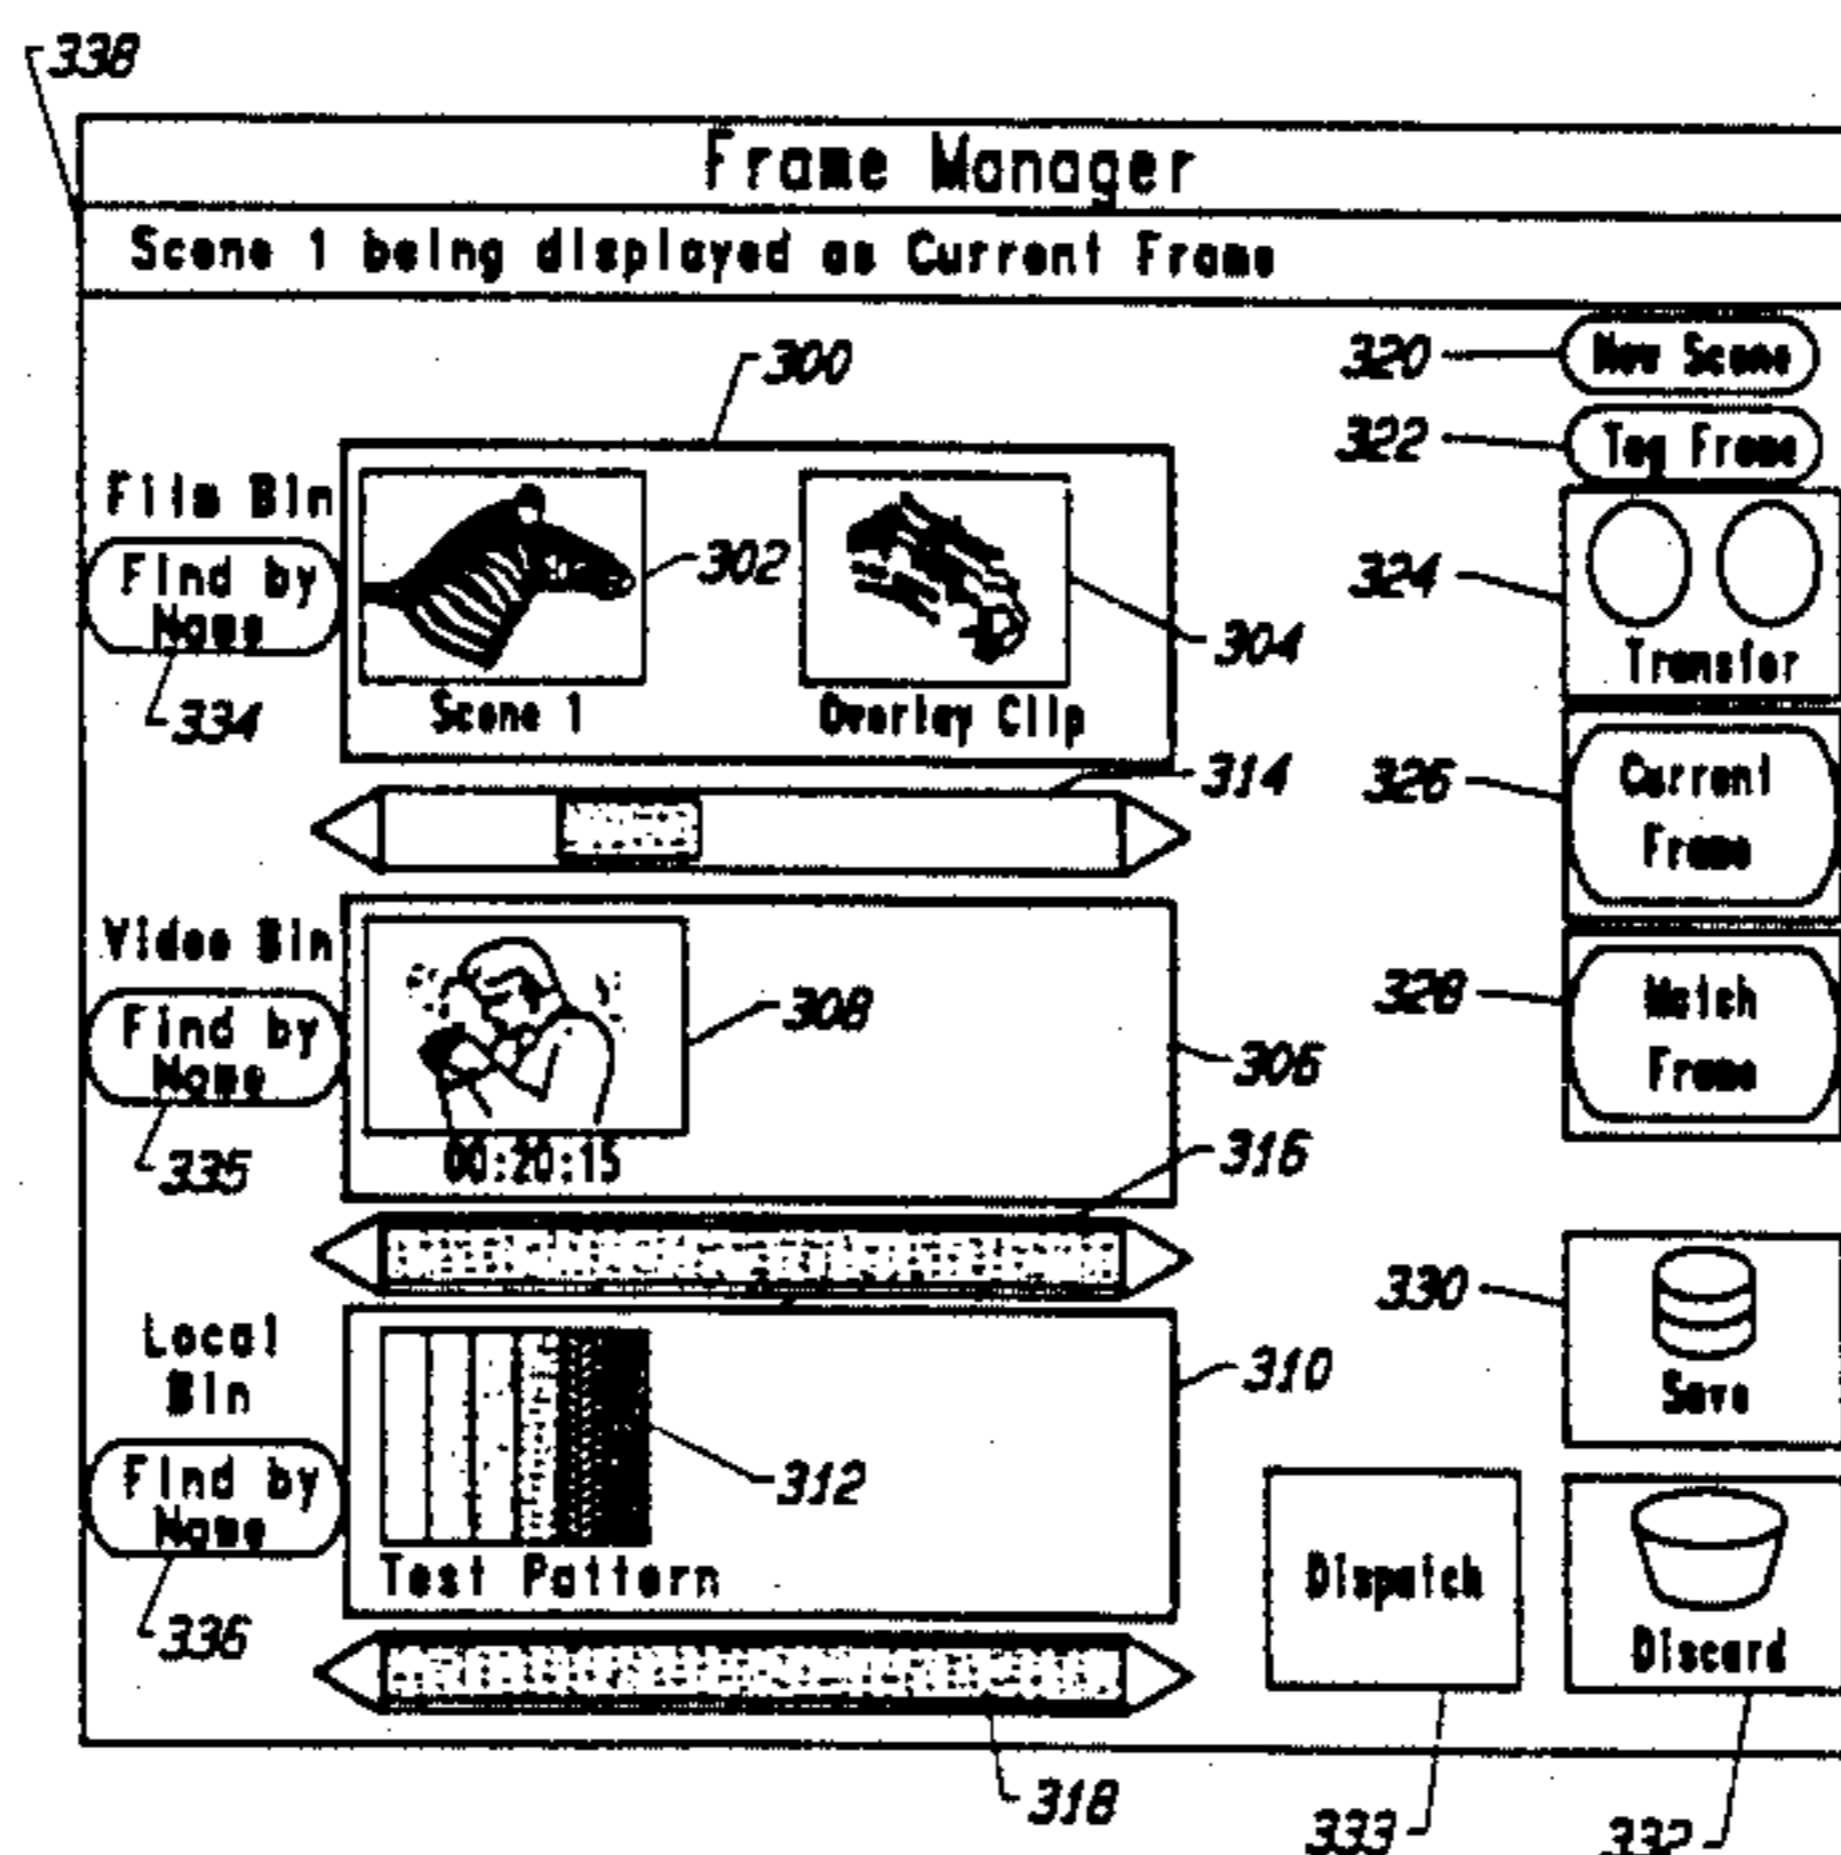 338
Frame Manager
Scene 1 being displayed as Current Frame
300
320
New Scene
322
Tag Frame
Film Bin
Find by
Name
334
302
304
Scene 1
Overlay Clip
324
Transfer
314
326
Current
Frame
Video Bin
Find by
Name
335
308
306
00:20:15
316
328
Match
Frame
330
Save
Local
Bin
Find by
Name
336
310
312
Test Pattern
Dispatch
Discard
318
333
332